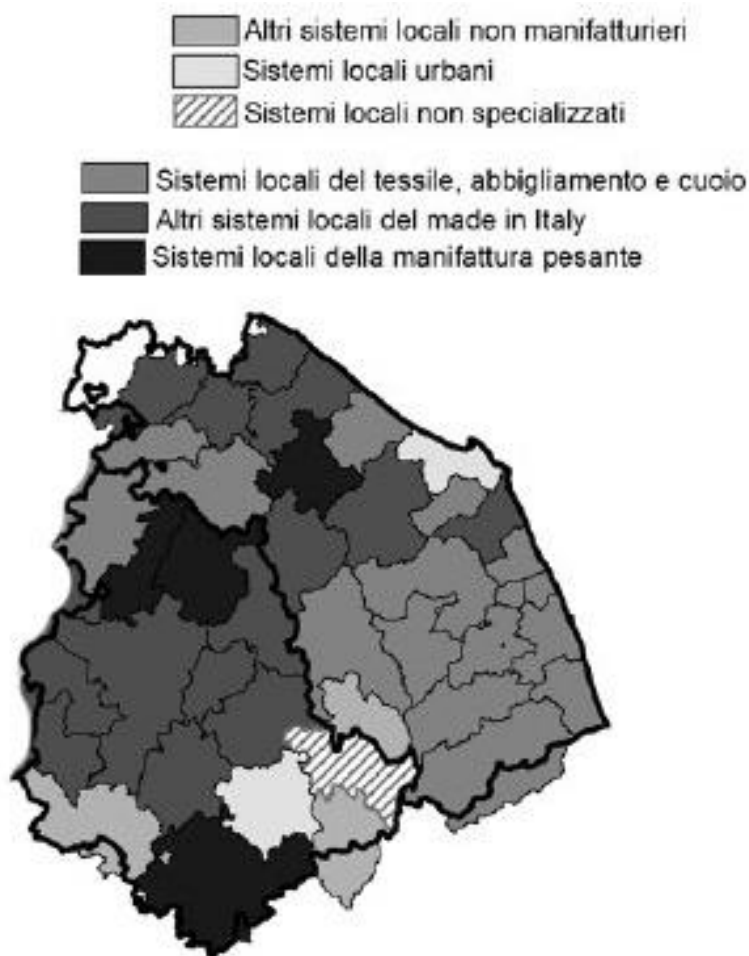 Altri sistemi locali non manifatturieri
Sistemi locali urbani
Sistemi locali non specializzati
Sistemi locali del tessile, abbigliamento e cuoio
Altri sistemi locali del made in Italy
Sistemi locali della manifattura pesante